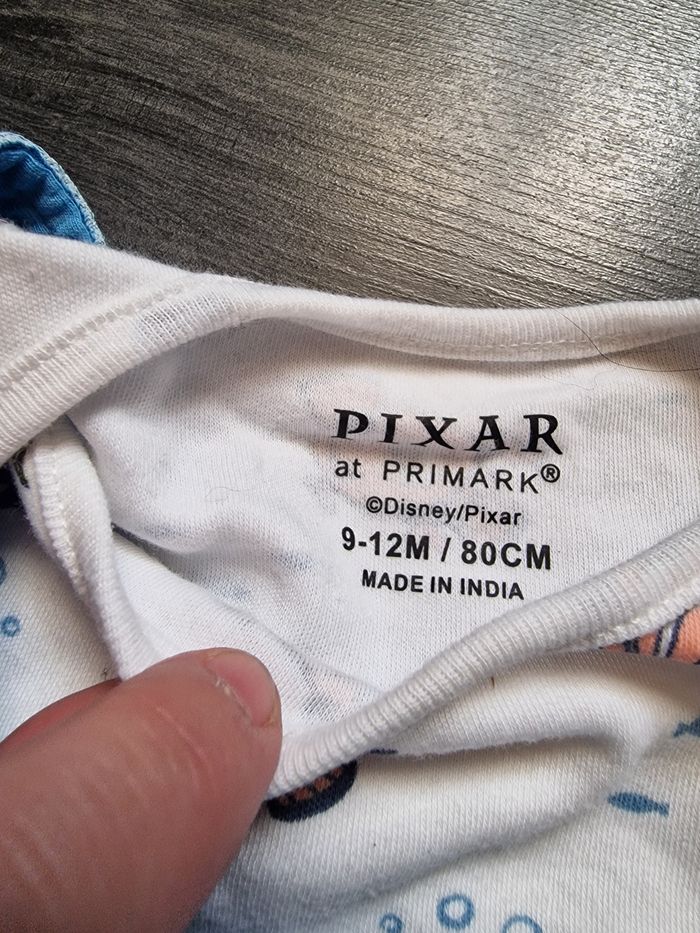 PIXAR
at PRIMARK®
©Disney/Pixar
9-12M / 80CM
MADE IN INDIA